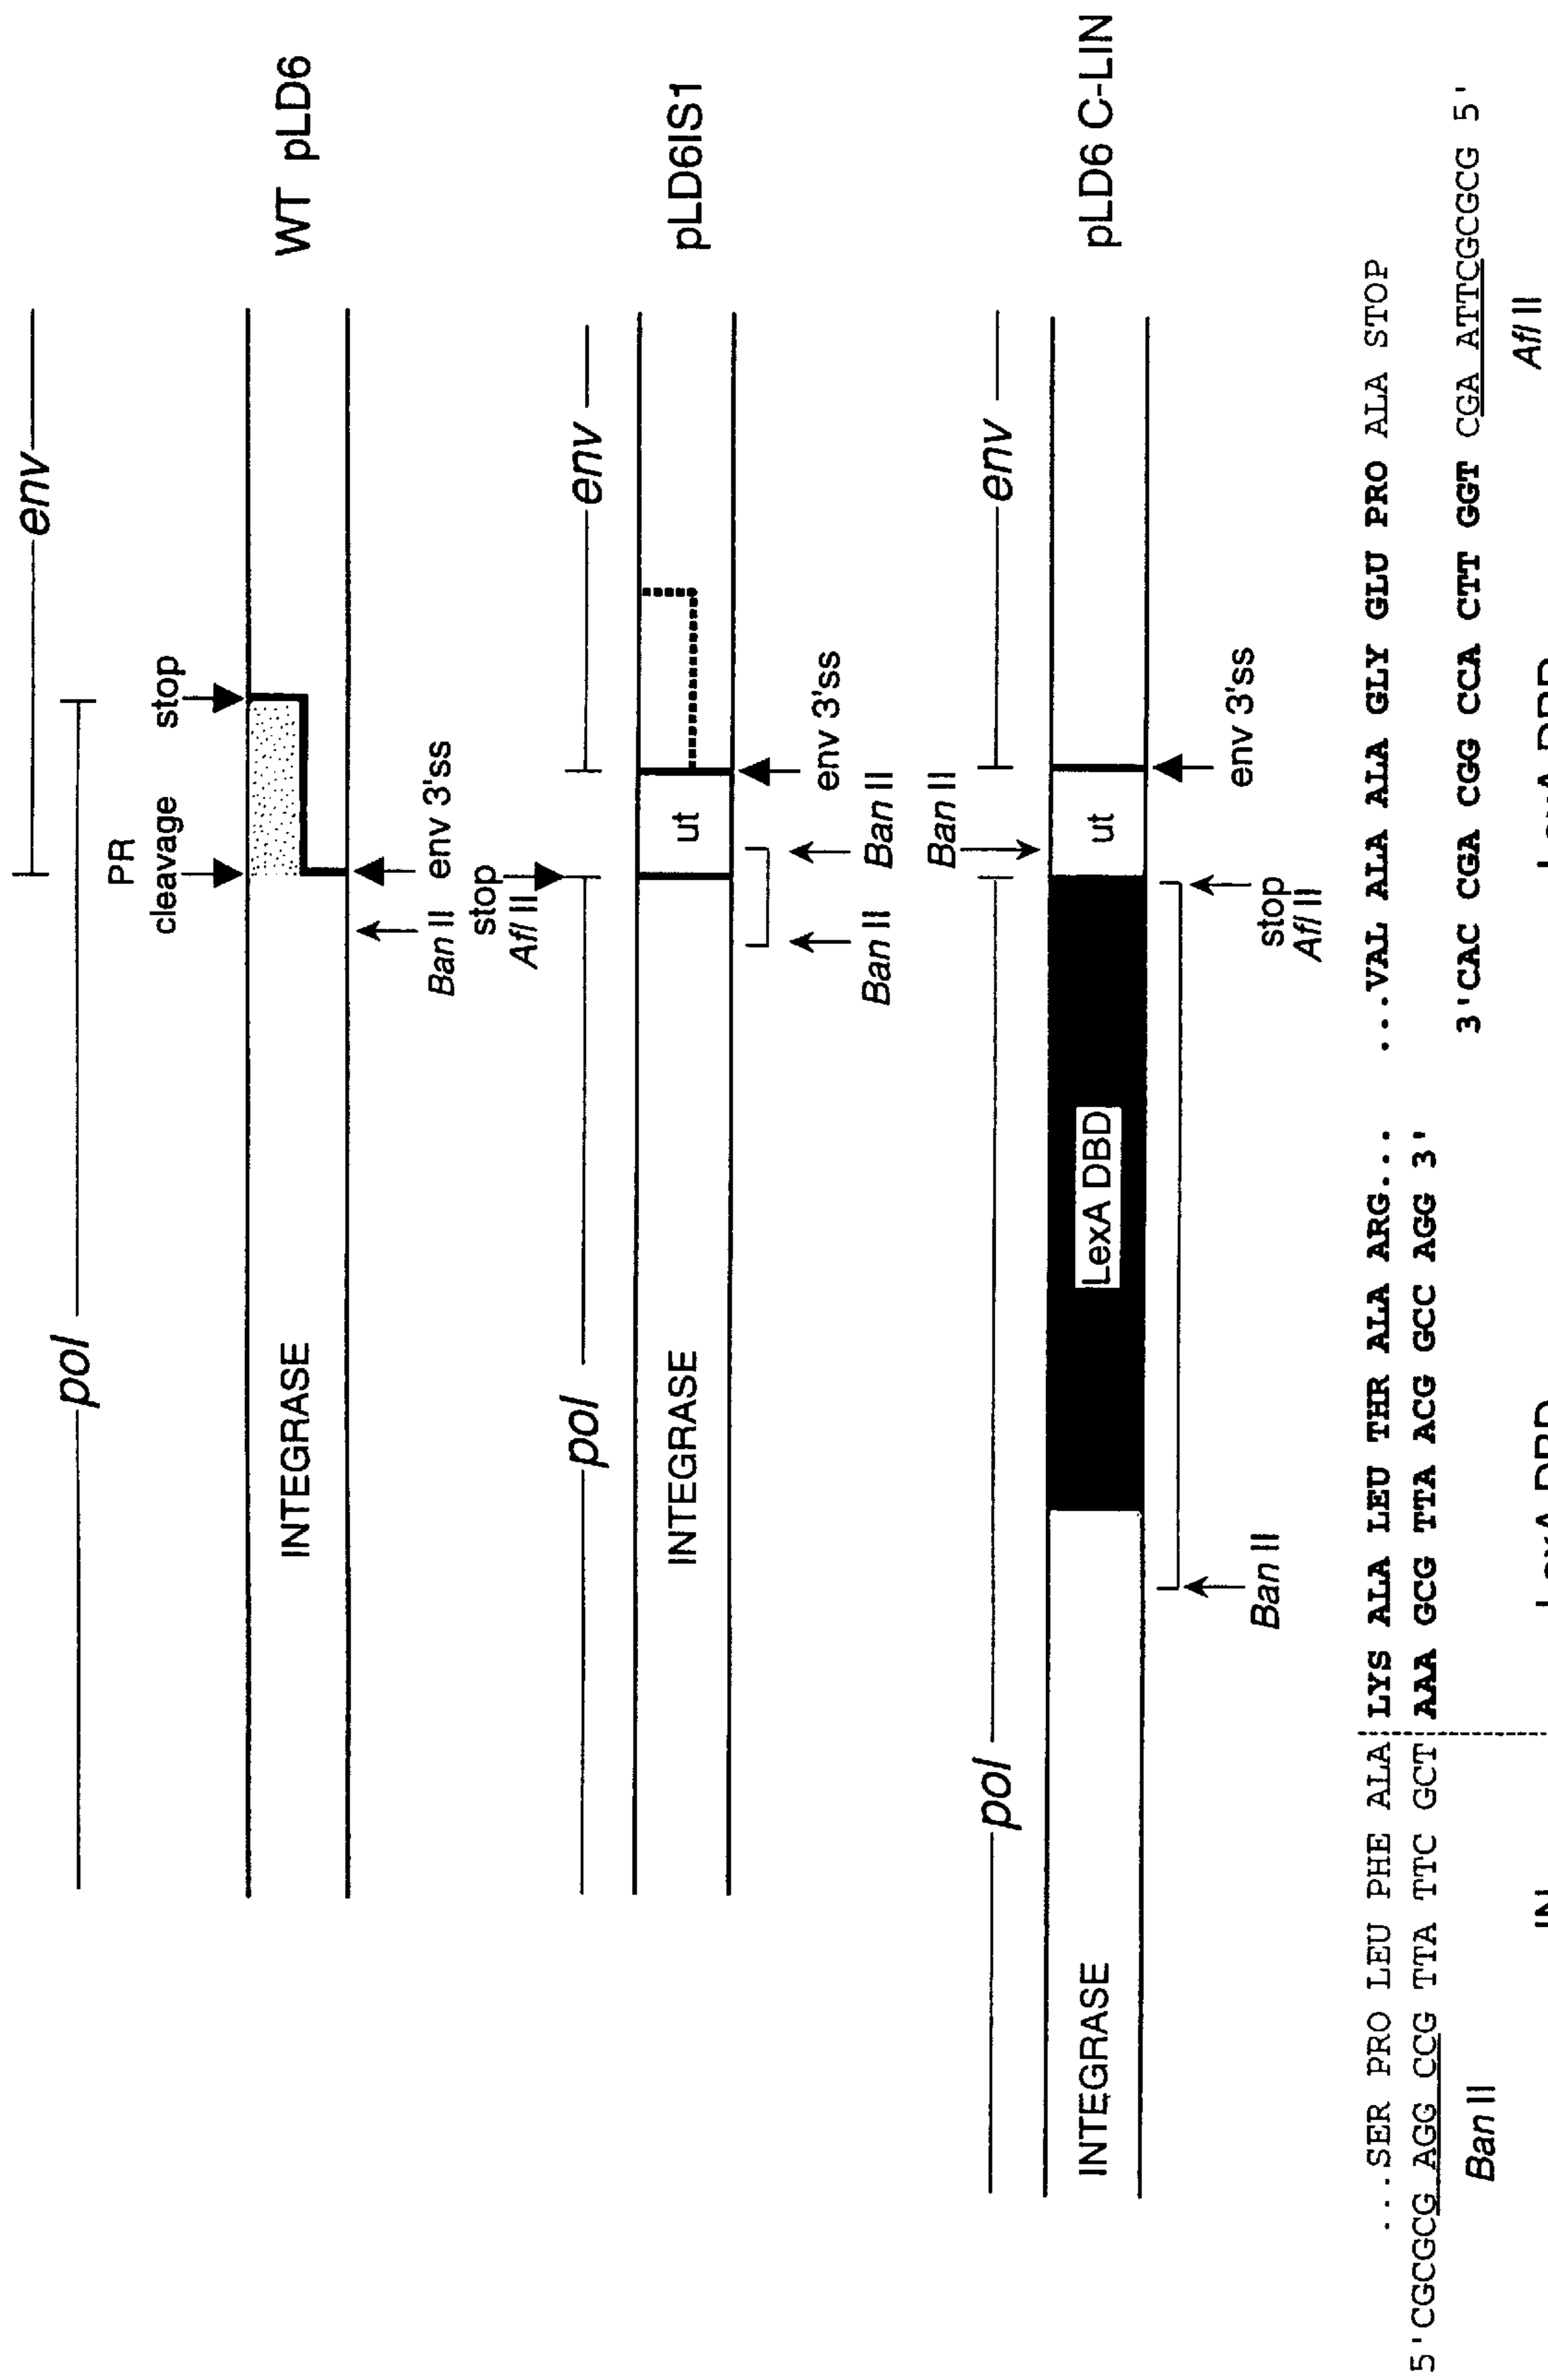 env
pol
PR
cleavage
stop
INTEGRASE
WT pLD6
Ban II
env 3'ss
pol
env
stop
Afl II
INTEGRASE
ut
pLD6IS1
Ban II
Ban II
env 3'ss
pol
env
Ban II
INTEGRASE
LexA DBD
ut
pLD6 C-LIN
Ban II
stop
Afl II
env 3'ss
...SER PRO LEU PHE ALA LYS ALA LEU THR ALA ARG... ...VAL ALA ALA ALA GLY GLU PRO ALA STOP
5'CGCGCG AGG CCG TTA TTC GCT AAA GCG TTA ACG GCC AGG 3'
3'CAC CGA CGG CCA CTT GGT CGA ATTCGCGCG 5'
Ban II
Afl II
IN
LexA DBD